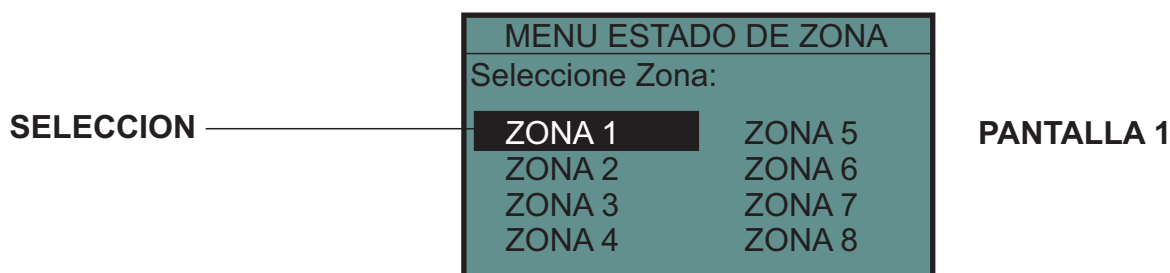 MENU ESTADO DE ZONA
Seleccione Zona:
SELECCION
ZONA 1 ZONA 5
PANTALLA 1
ZONA 2 ZONA 6
ZONA 3 ZONA 7
ZONA 4 ZONA 8